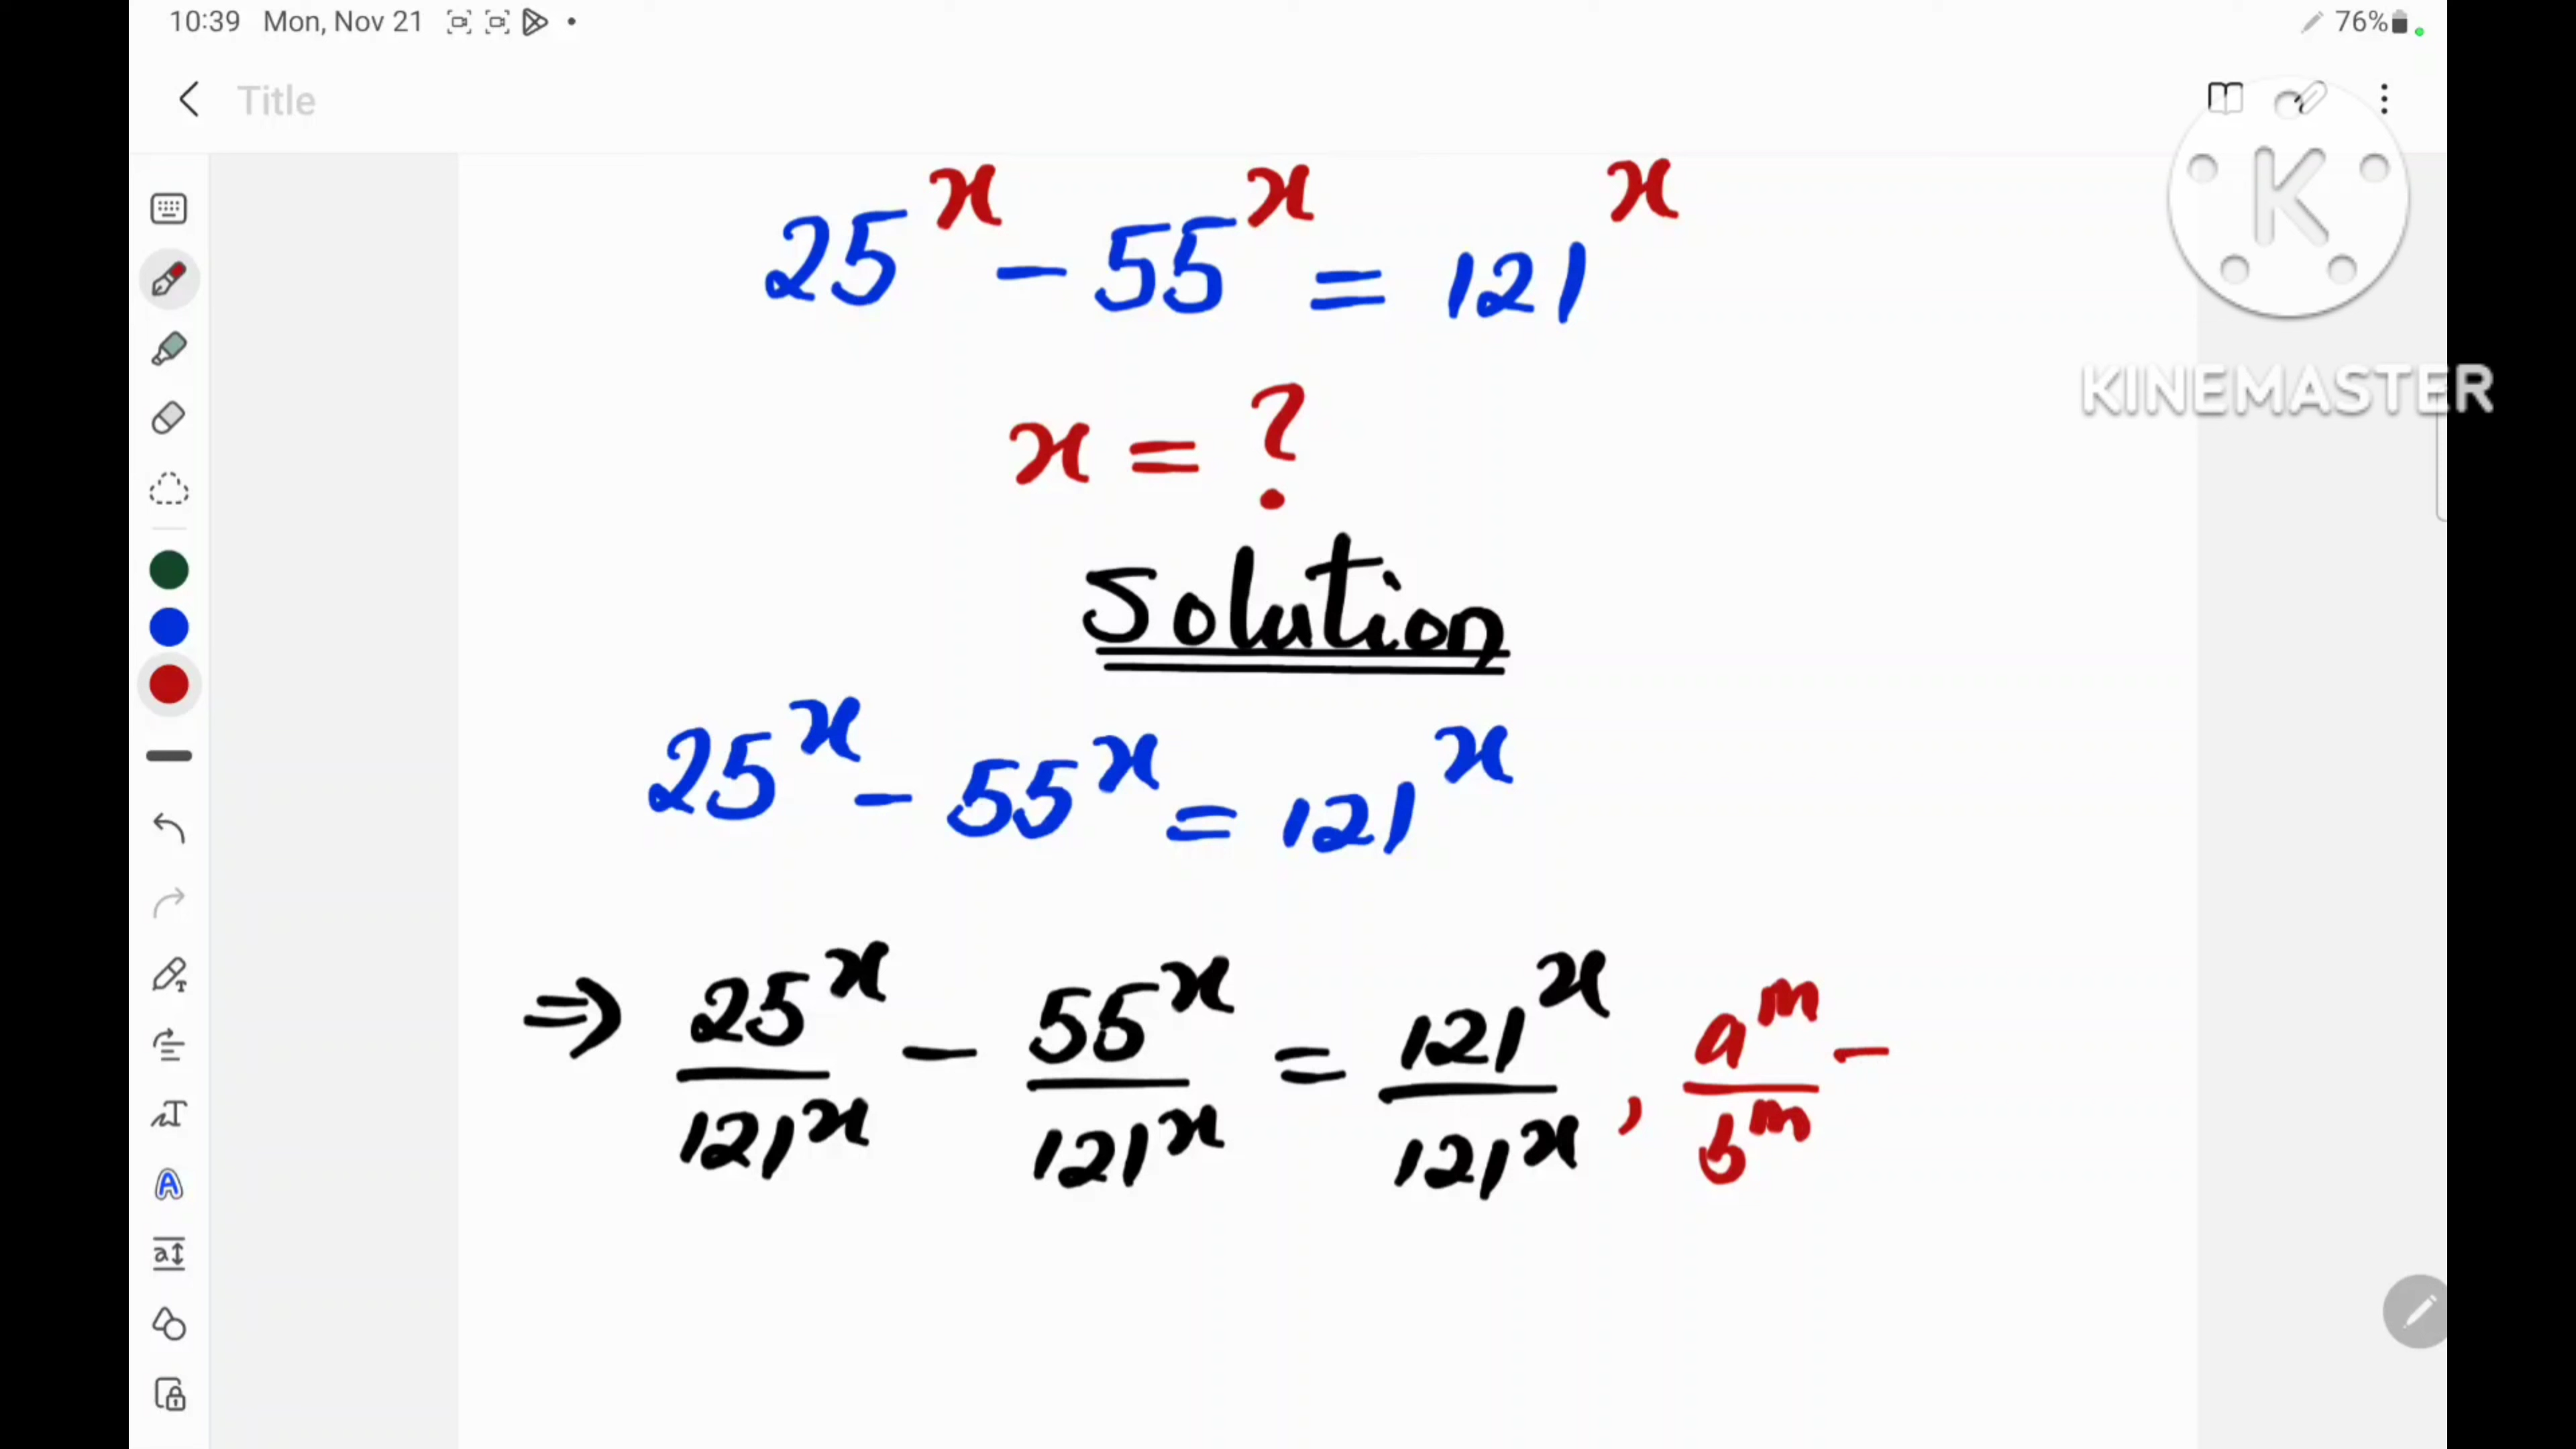 10:39 Mon, Nov 21 76%
Title
25^x - 55^x = 121^x
x = ?
Solution
25^x - 55^x = 121^x
⇒ 25^x/121^x - 55^x/121^x = 121^x/121^x , a^m/b^m -
K
KINEMASTER